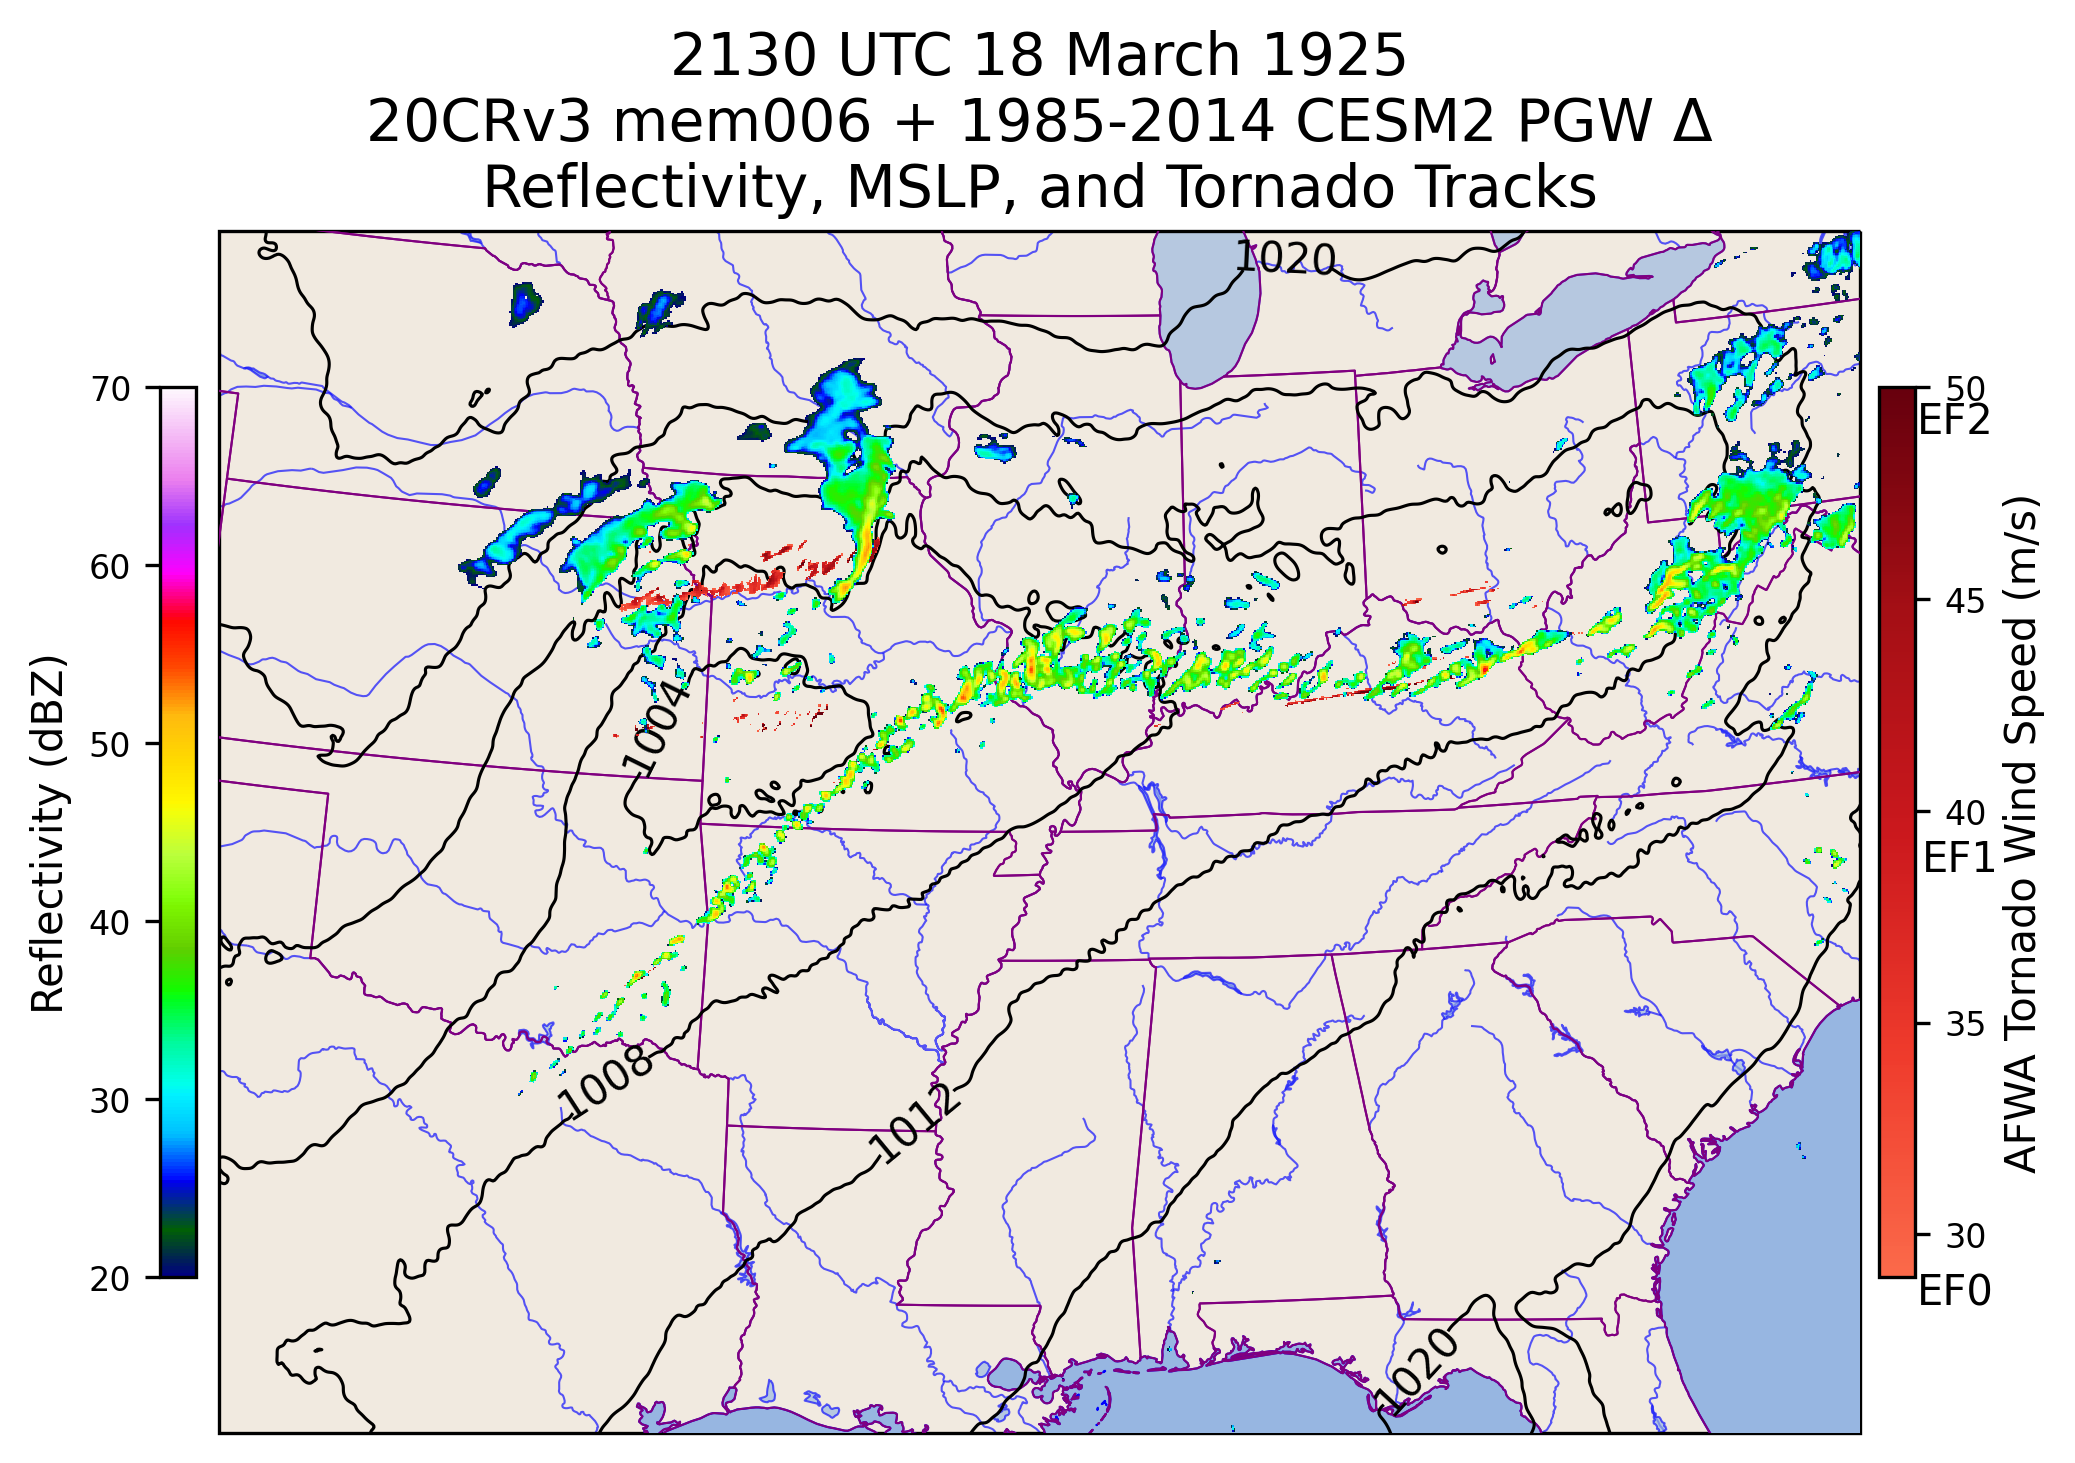 2130 UTC 18 March 1925
20CRv3 mem006 + 1985-2014 CESM2 PGW Δ
Reflectivity, MSLP, and Tornado Tracks
70
60
50
40
30
20
Reflectivity (dBZ)
1020
1004
1008
1012
1020
50
EF2
45
40
EF1
35
30
EF0
AFWA Tornado Wind Speed (m/s)